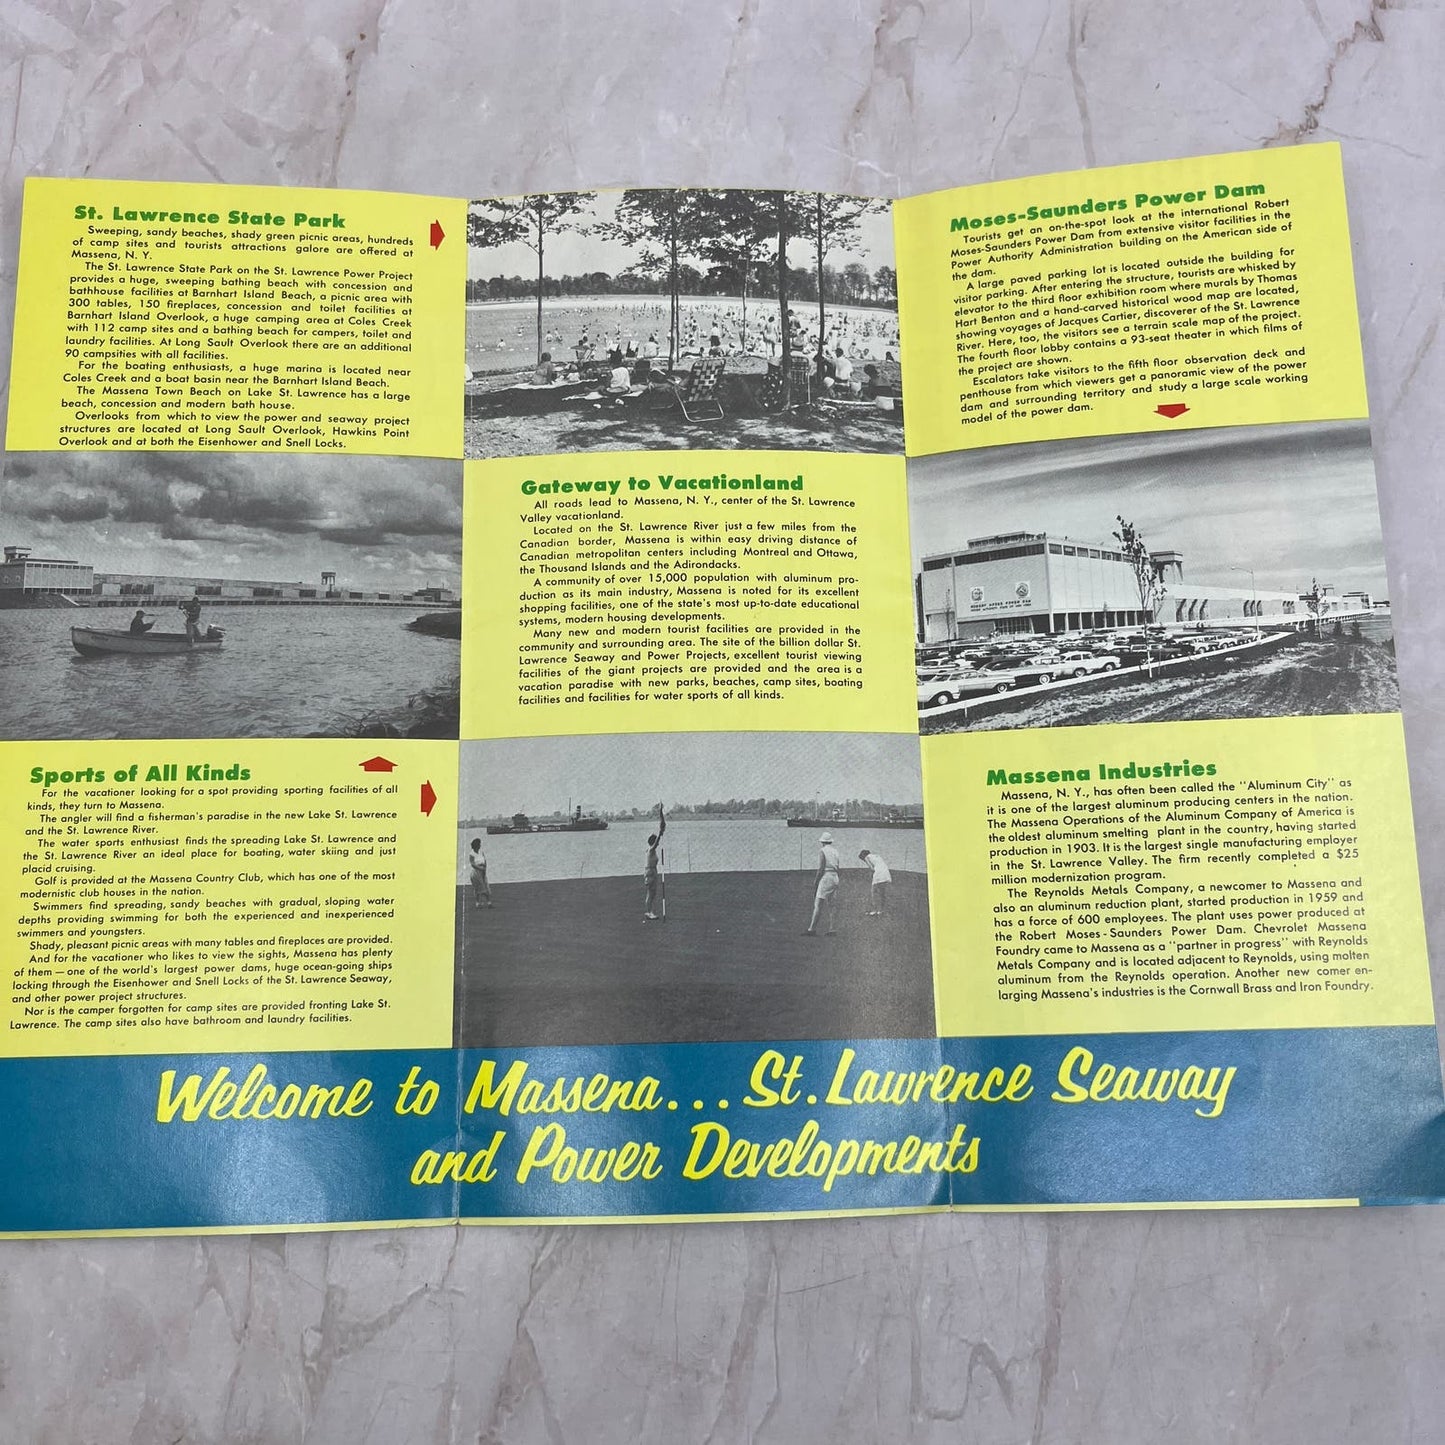 St. Lawrence State Park
Sweeping, sandy beaches, shady green picnic areas, hundreds
of camp sites and tourists attractions galore are offered at
Massena, N. Y.
The St. Lawrence State Park on the St. Lawrence Power Project
provides a huge, sweeping bathing beach with concession and
bathhouse facilities at Barnhart Island Beach, a picnic area with
300 tables, 150 fireplaces, concession and toilet facilities at
Barnhart Island Overlook, a huge camping area at Coles Creek
with 112 camp sites and a bathing beach for campers, toilet and
laundry facilities. At Long Sault Overlook there are an additional
90 campsities with all facilities.
For the boating enthusiasts, a huge marina is located near
Coles Creek and a boat basin near the Barnhart Island Beach.
The Massena Town Beach on Lake St. Lawrence has a large
beach, concession and modern bath house.
Overlooks from which to view the power and seaway project
structures are located at Long Sault Overlook, Hawkins Point
Overlook and at both the Eisenhower and Snell Locks.
Sports of All Kinds
For the vacationer looking for a spot providing sporting facilities of all
kinds, they turn to Massena.
The angler will find a fisherman's paradise in the new Lake St. Lawrence
and the St. Lawrence River.
The water sports enthusiast finds the spreading Lake St. Lawrence and
the St. Lawrence River an ideal place for boating, water skiing and just
placid cruising.
Golf is provided at the Massena Country Club, which has one of the most
modernistic club houses in the nation.
Swimmers find spreading, sandy beaches with gradual, sloping water
depths providing swimming for both the experienced and inexperienced
swimmers and youngsters.
Shady, pleasant picnic areas with many tables and fireplaces are provided.
And for the vacationer who likes to view the sights, Massena has plenty
of them — one of the world's largest power dams, huge ocean-going ships
locking through the Eisenhower and Snell Locks of the St. Lawrence Seaway,
and other power project structures.
Nor is the camper forgotten for camp sites are provided fronting Lake St.
Lawrence. The camp sites also have bathroom and laundry facilities.
Gateway to Vacationland
All roads lead to Massena, N. Y., center of the St. Lawrence
Valley vacationland.
Located on the St. Lawrence River just a few miles from the
Canadian border, Massena is within easy driving distance of
Canadian metropolitan centers including Montreal and Ottawa,
the Thousand Islands and the Adirondacks.
A community of over 15,000 population with aluminum pro-
duction as its main industry, Massena is noted for its excellent
shopping facilities, one of the state's most up-to-date educational
systems, modern housing developments.
Many new and modern tourist facilities are provided in the
community and surrounding area. The site of the billion dollar St.
Lawrence Seaway and Power Projects, excellent tourist viewing
facilities of the giant projects are provided and the area is a
vacation paradise with new parks, beaches, camp sites, boating
facilities and facilities for water sports of all kinds.
Moses-Saunders Power Dam
Tourists get an on-the-spot look at the international Robert
Moses-Saunders Power Dam from extensive visitor facilities in the
Power Authority Administration building on the American side of
the dam.
A large paved parking lot is located outside the building for
visitor parking. After entering the structure, tourists are whisked by
elevator to the third floor exhibition room where murals by Thomas
Hart Benton and a hand-carved historical wood map are located,
showing voyages of Jacques Cartier, discoverer of the St. Lawrence
River. Here, too, the visitors see a terrain scale map of the project.
The fourth floor lobby contains a 93-seat theater in which films of
the project are shown.
Escalators take visitors to the fifth floor observation deck and
penthouse from which viewers get a panoramic view of the power
dam and surrounding territory and study a large scale working
model of the power dam.
Massena Industries
Massena, N. Y., has often been called the "Aluminum City" as
it is one of the largest aluminum producing centers in the nation.
The Massena Operations of the Aluminum Company of America is
the oldest aluminum smelting plant in the country, having started
production in 1903. It is the largest single manufacturing employer
in the St. Lawrence Valley. The firm recently completed a $25
million modernization program.
The Reynolds Metals Company, a newcomer to Massena and
also an aluminum reduction plant, started production in 1959 and
has a force of 600 employees. The plant uses power produced at
the Robert Moses-Saunders Power Dam. Chevrolet Massena
Foundry came to Massena as a "partner in progress" with Reynolds
Metals Company and is located adjacent to Reynolds, using molten
aluminum from the Reynolds operation. Another new comer en-
larging Massena's industries is the Cornwall Brass and Iron Foundry.
Welcome to Massena... St. Lawrence Seaway
and Power Developments